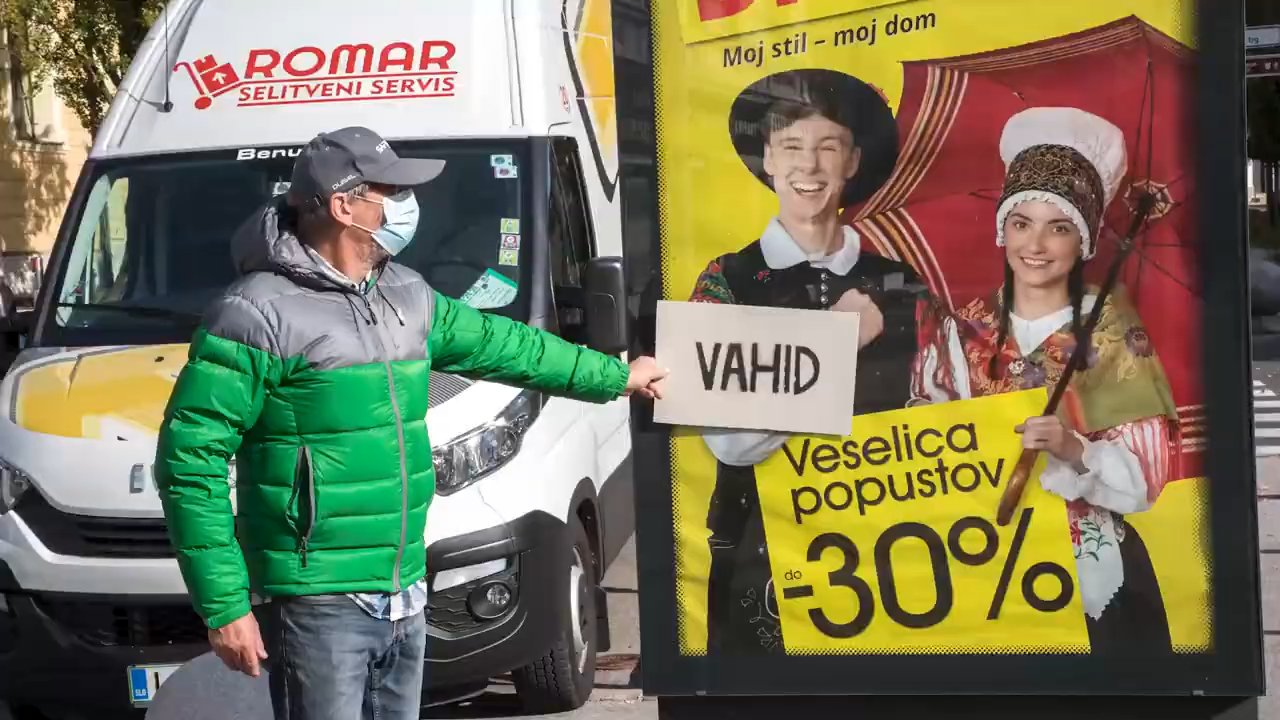 ROMAR
SELITVENI SERVIS
Moj stil – moj dom
VAHID
Veselica
popustov
do
-30%